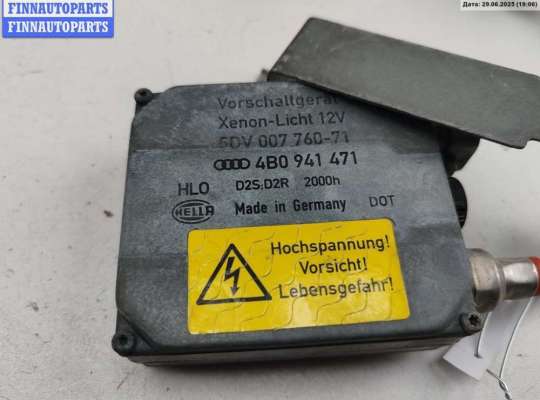 FINNAUTOPARTS
FINNAUTOPARTS
Дата: 29.06.2025 (19:06)
Vorschaltgerät
Xenon-Licht 12V
5DV 007 760-71
4B0 941 471
HLO D2S;D2R 2000h
HELLA Made in Germany DOT
Hochspannung!
Vorsicht!
Lebensgefahr!